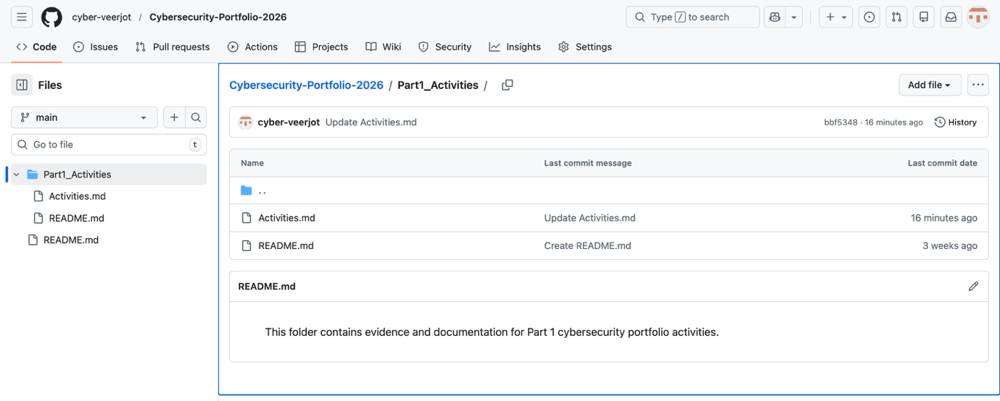 cyber-veerjot / Cybersecurity-Portfolio-2026
Type / to search
Code Issues Pull requests Actions Projects Wiki Security Insights Settings
Files
main
Go to file t
Part1_Activities
Activities.md
README.md
README.md
Cybersecurity-Portfolio-2026 / Part1_Activities /
Add file
cyber-veerjot Update Activities.md bbf5348 · 16 minutes ago History
Name Last commit message Last commit date
..
Activities.md Update Activities.md 16 minutes ago
README.md Create README.md 3 weeks ago
README.md
This folder contains evidence and documentation for Part 1 cybersecurity portfolio activities.